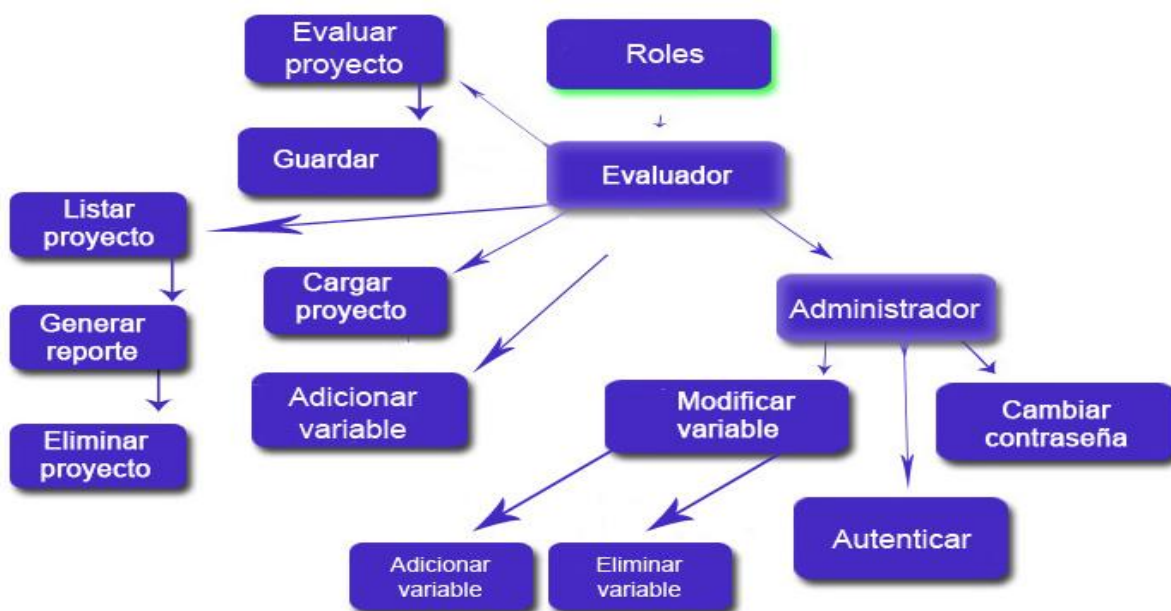 Evaluar
proyecto
Roles
Guardar
Evaluador
Listar
proyecto
Cargar
proyecto
Administrador
Generar
reporte
Adicionar
variable
Modificar
variable
Cambiar
contraseña
Eliminar
proyecto
Autenticar
Adicionar
variable
Eliminar
variable